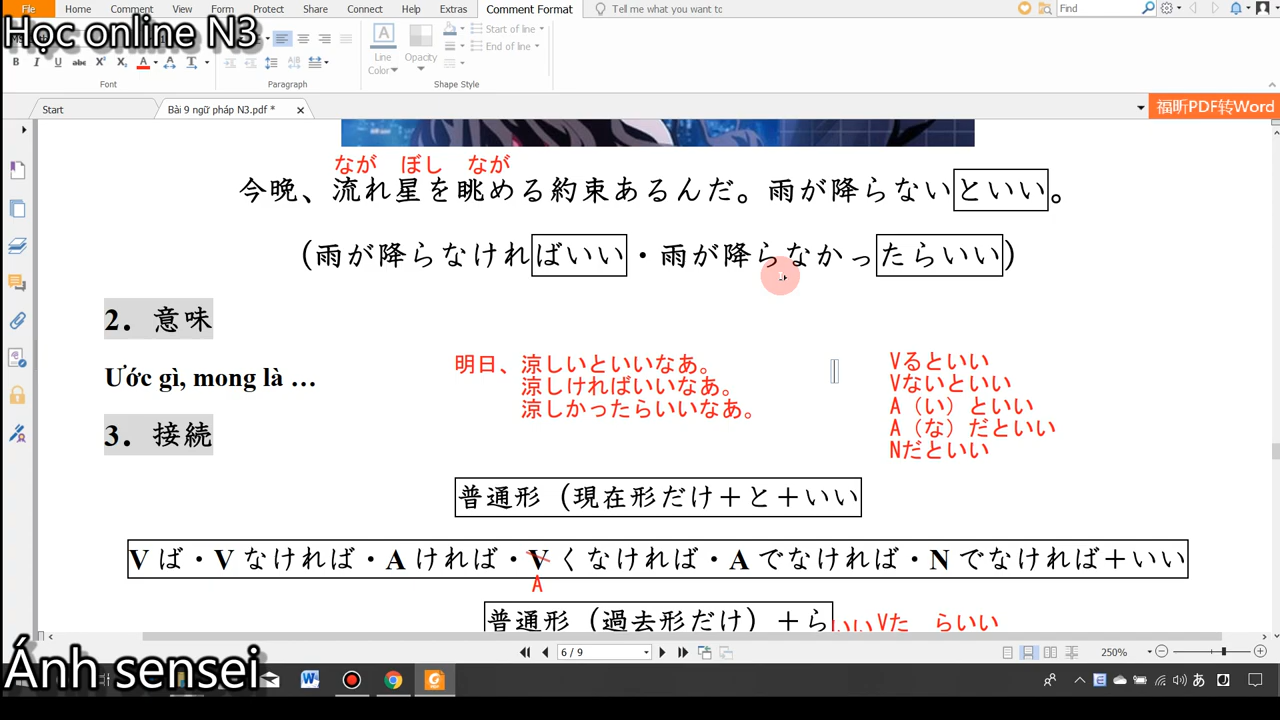 File Home Comment View Form Protect Share Connect Help Extras Comment Format Tell me what you want to Find
Học online N3
Line Color
Opacity
Start of line
End of line
Font Paragraph Shape Style
Start Bài 9 ngữ pháp N3.pdf * 福昕PDF转Word
なが ぼし なが
今晩、流れ星を眺める約束あるんだ。雨が降らないといい。
(雨が降らなければいい・雨が降らなかったらいい)
2. 意味
Ước gì, mong là …
明日、涼しいといいなあ。
涼しければいいなあ。
涼しかったらいいなあ。
Vるといい
Vないといい
A（い）といい
A（な）だといい
Nだといい
3. 接続
普通形（現在形だけ＋と＋いい
Vば・Vなければ・Aければ・Vくなければ・Aでなければ・Nでなければ＋いい
A
普通形（過去形だけ）＋ら いい Vた らいい
6 / 9 250%
Ánh sensei
あ